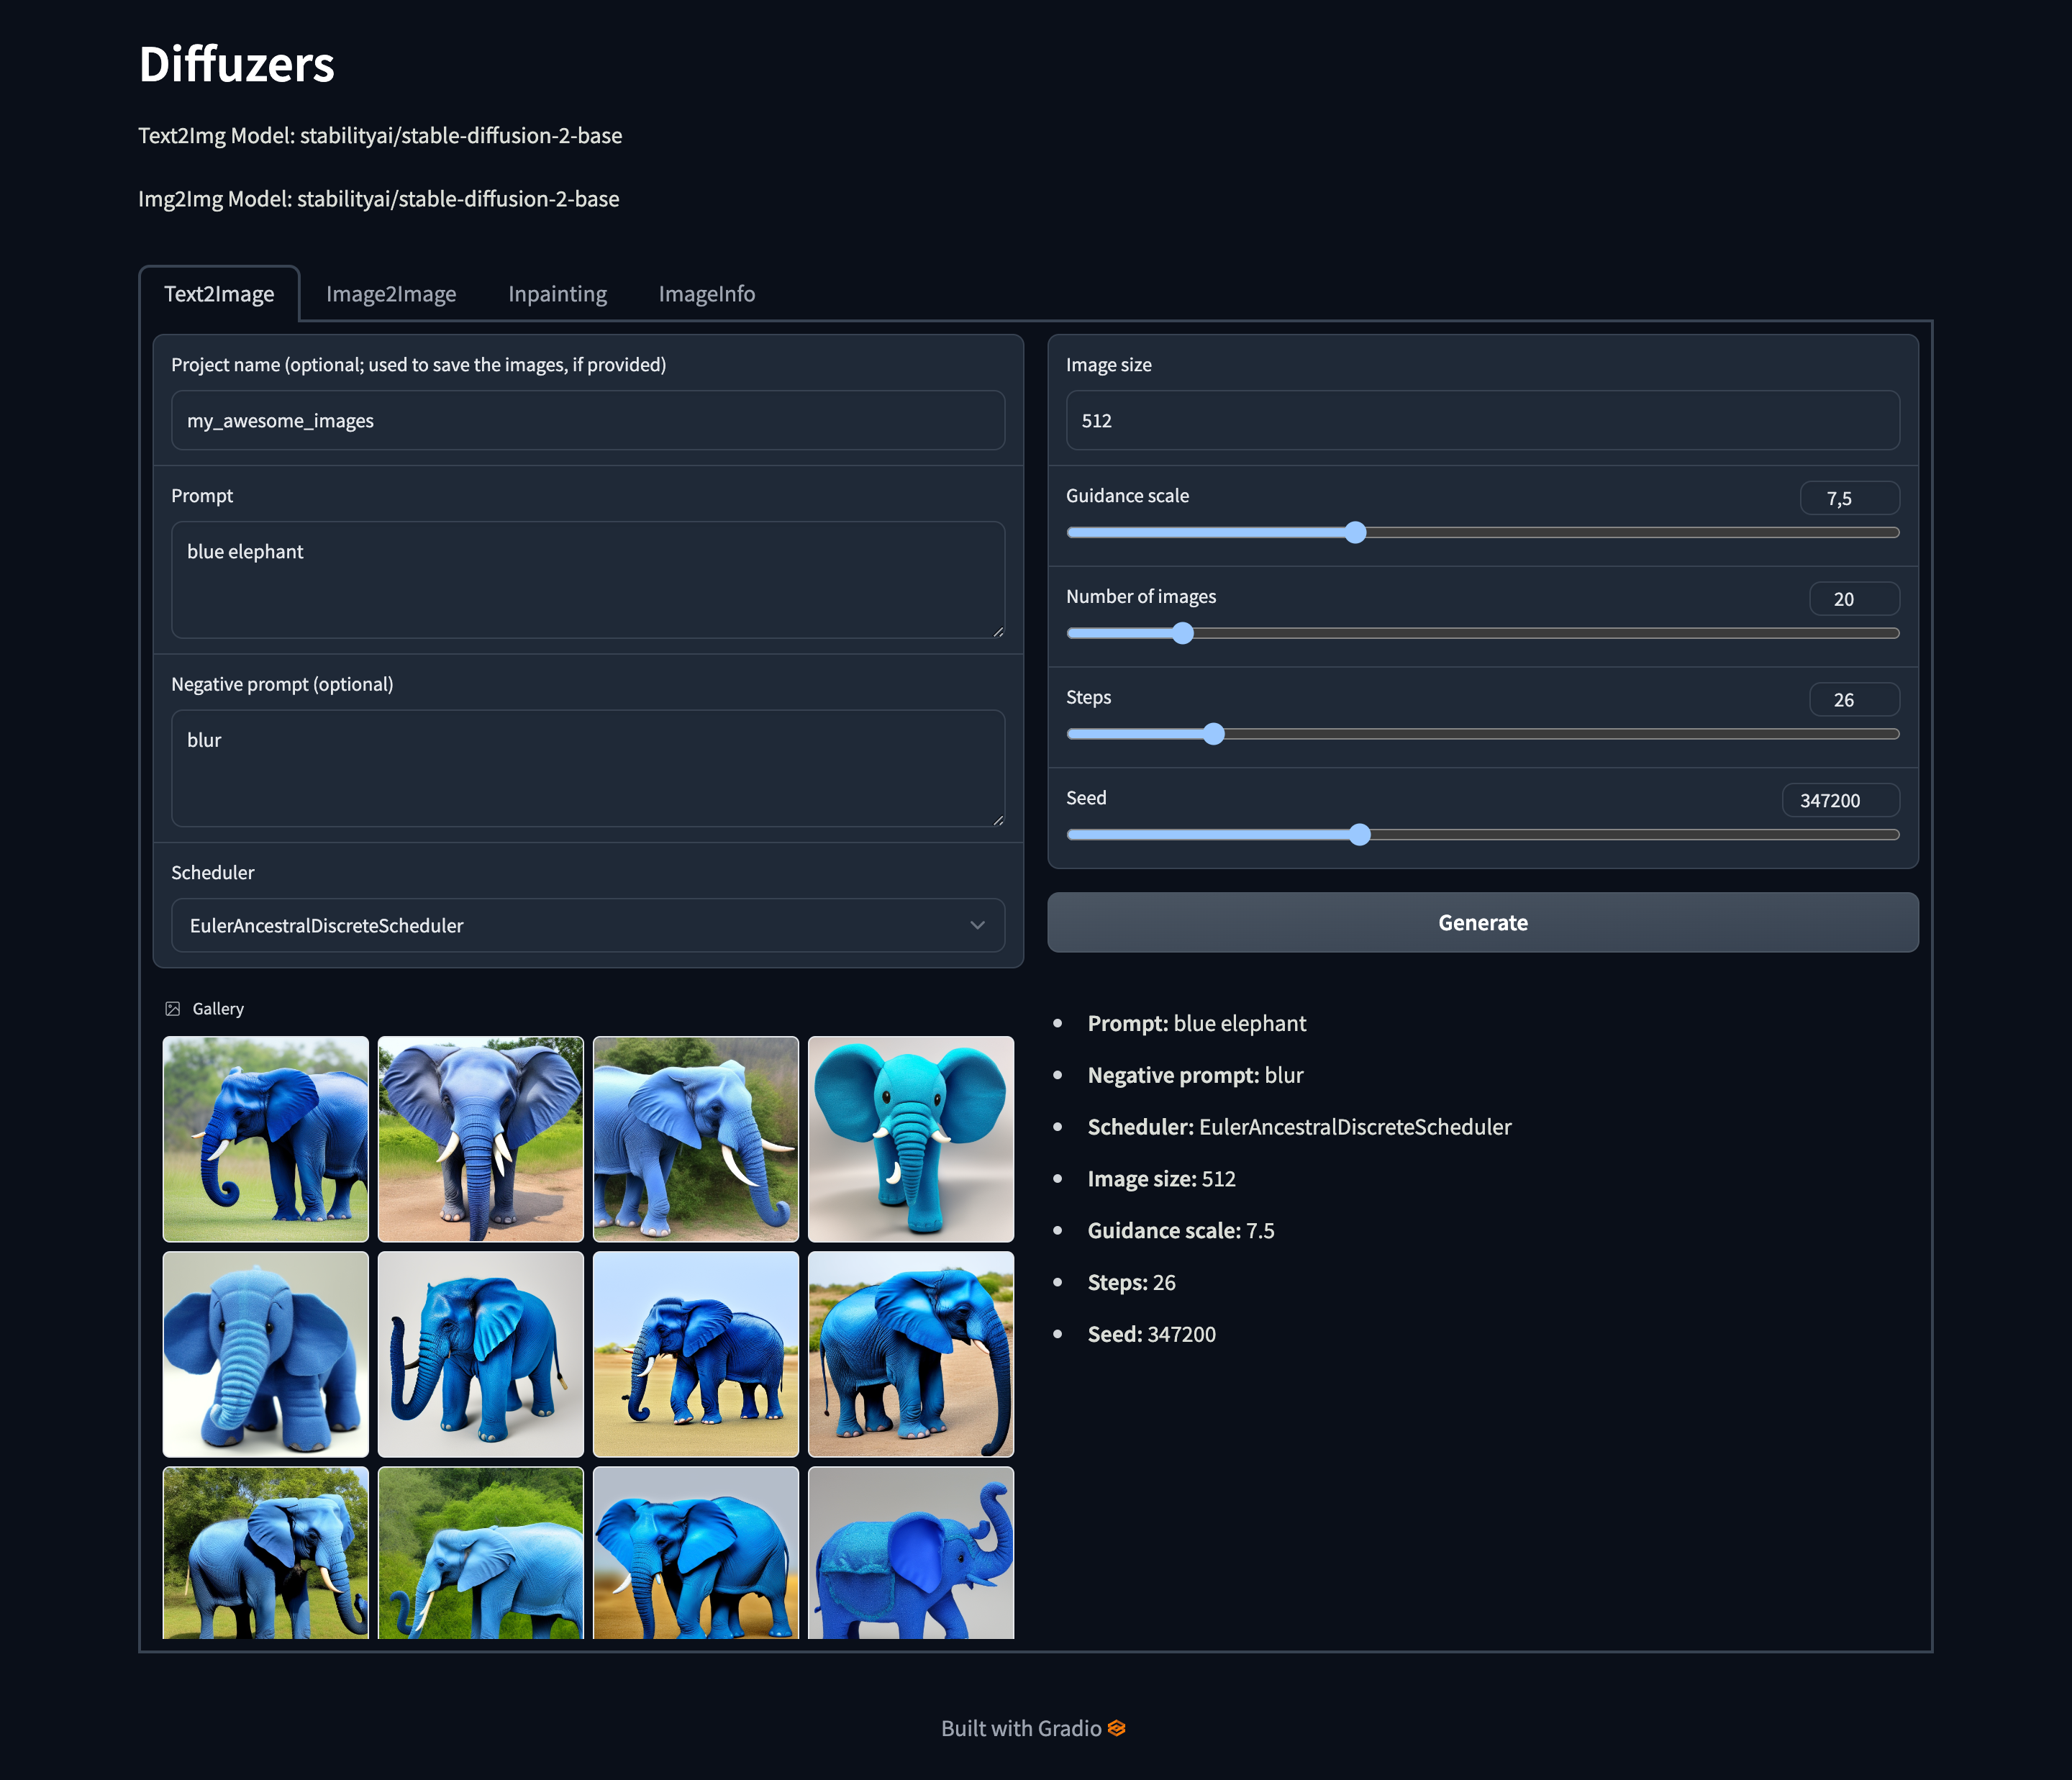 Diffuzers
Text2Img Model: stabilityai/stable-diffusion-2-base
Img2Img Model: stabilityai/stable-diffusion-2-base
Text2Image
Image2Image
Inpainting
ImageInfo
Project name (optional; used to save the images, if provided)
my_awesome_images
Prompt
blue elephant
Negative prompt (optional)
blur
Scheduler
EulerAncestralDiscreteScheduler
Image size
512
Guidance scale
7,5
Number of images
20
Steps
26
Seed
347200
Generate
Gallery
Prompt: blue elephant
Negative prompt: blur
Scheduler: EulerAncestralDiscreteScheduler
Image size: 512
Guidance scale: 7.5
Steps: 26
Seed: 347200
Built with Gradio